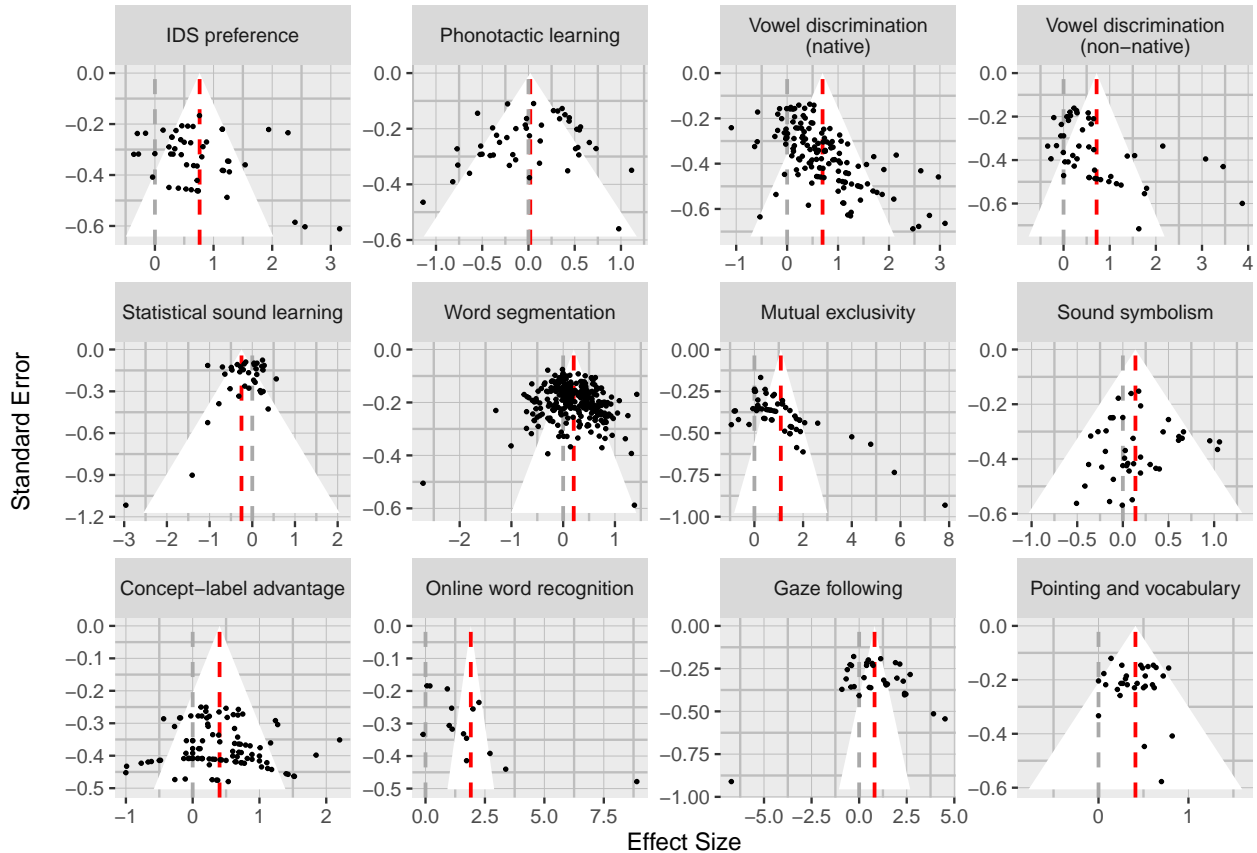 IDS preference
Phonotactic learning
Vowel discrimination
(native)
Vowel discrimination
(non−native)
0.0
−0.2
−0.4
−0.6
0 1 2 3
0.0
−0.2
−0.4
−0.6
−1.0 −0.5 0.0 0.5 1.0
0.0
−0.2
−0.4
−0.6
−1 0 1 2 3
0.0
−0.2
−0.4
−0.6
−1 0 1 2 3 4
Statistical sound learning
Word segmentation
Mutual exclusivity
Sound symbolism
0.0
−0.3
−0.6
−0.9
−1.2
−3 −2 −1 0 1 2
0.0
−0.2
−0.4
−0.6
−2 0 1
0.00
−0.25
−0.50
−0.75
−1.00
0 2 4 6 8
0.0
−0.2
−0.4
−0.6
−1.0 −0.5 0.0 0.5 1.0
Concept−label advantage
Online word recognition
Gaze following
Pointing and vocabulary
0.0
−0.1
−0.2
−0.3
−0.4
−0.5
−1 0 1 2
0.0
−0.1
−0.2
−0.3
−0.4
−0.5
0.0 2.5 7.5
0.00
−0.25
−0.50
−0.75
−1.00
−5.0 0.0 2.5 5.0
0.0
−0.2
−0.4
−0.6
0 1
Standard Error
Effect Size